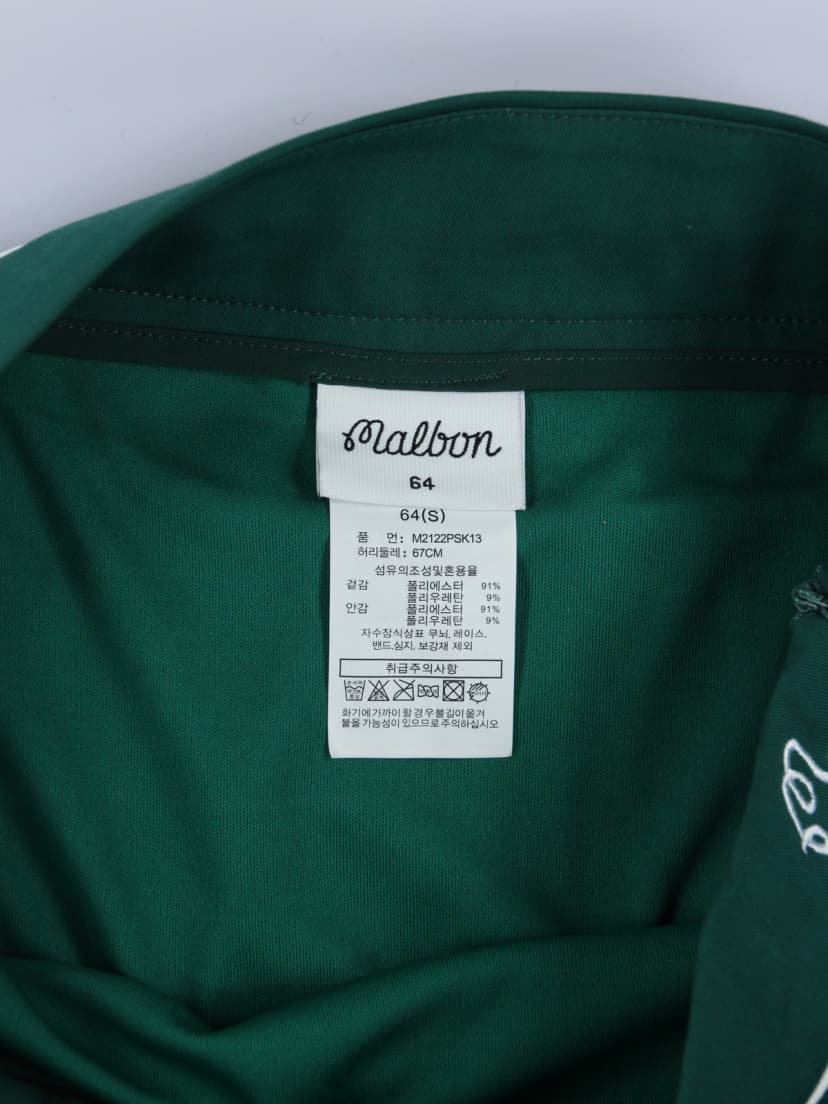 Malbon
64
64(S)
품 먼: M2122PSK13
허리둘레: 67CM
섬유의조성및혼용율
겉감 폴리에스터 91%
폴리우레탄 9%
안감 폴리에스터 91%
폴리우레탄 9%
자수장식상표 무늬, 레이스,
밴드,심지, 보강재 제외
취급주의사항
화기에가까이할경우불길이옮겨
붙을가능성이있으므로주의하십시오